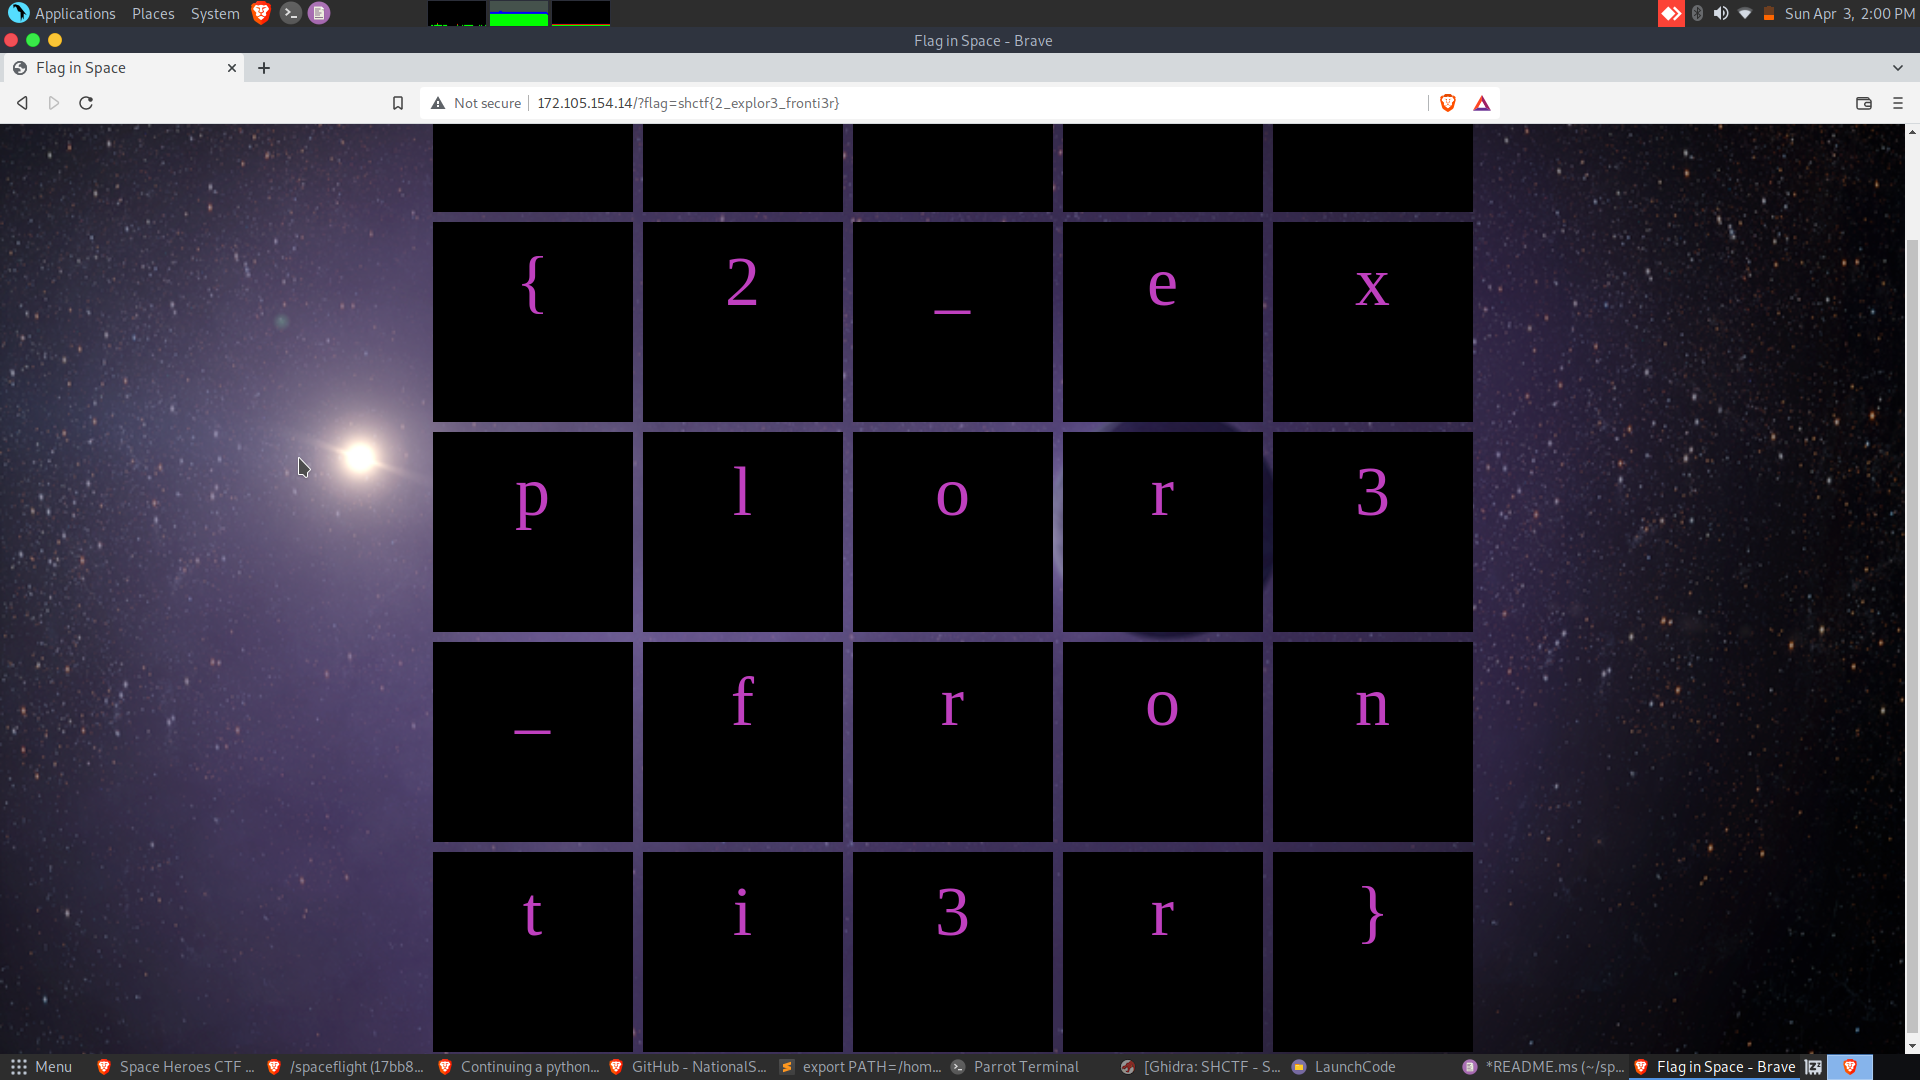 Applications Places System Sun Apr 3, 2:00 PM
Flag in Space - Brave
Flag in Space
Not secure 172.105.154.14/?flag=shctf{2_explor3_fronti3r}
{ 2 _ e x
p l o r 3
_ f r o n
t i 3 r }
Menu Space Heroes CTF ... /spaceflight (17bb8... Continuing a python... GitHub - NationalS... export PATH=/hom... Parrot Terminal [Ghidra: SHCTF - S... LaunchCode *README.ms (~/sp... Flag in Space - Brave